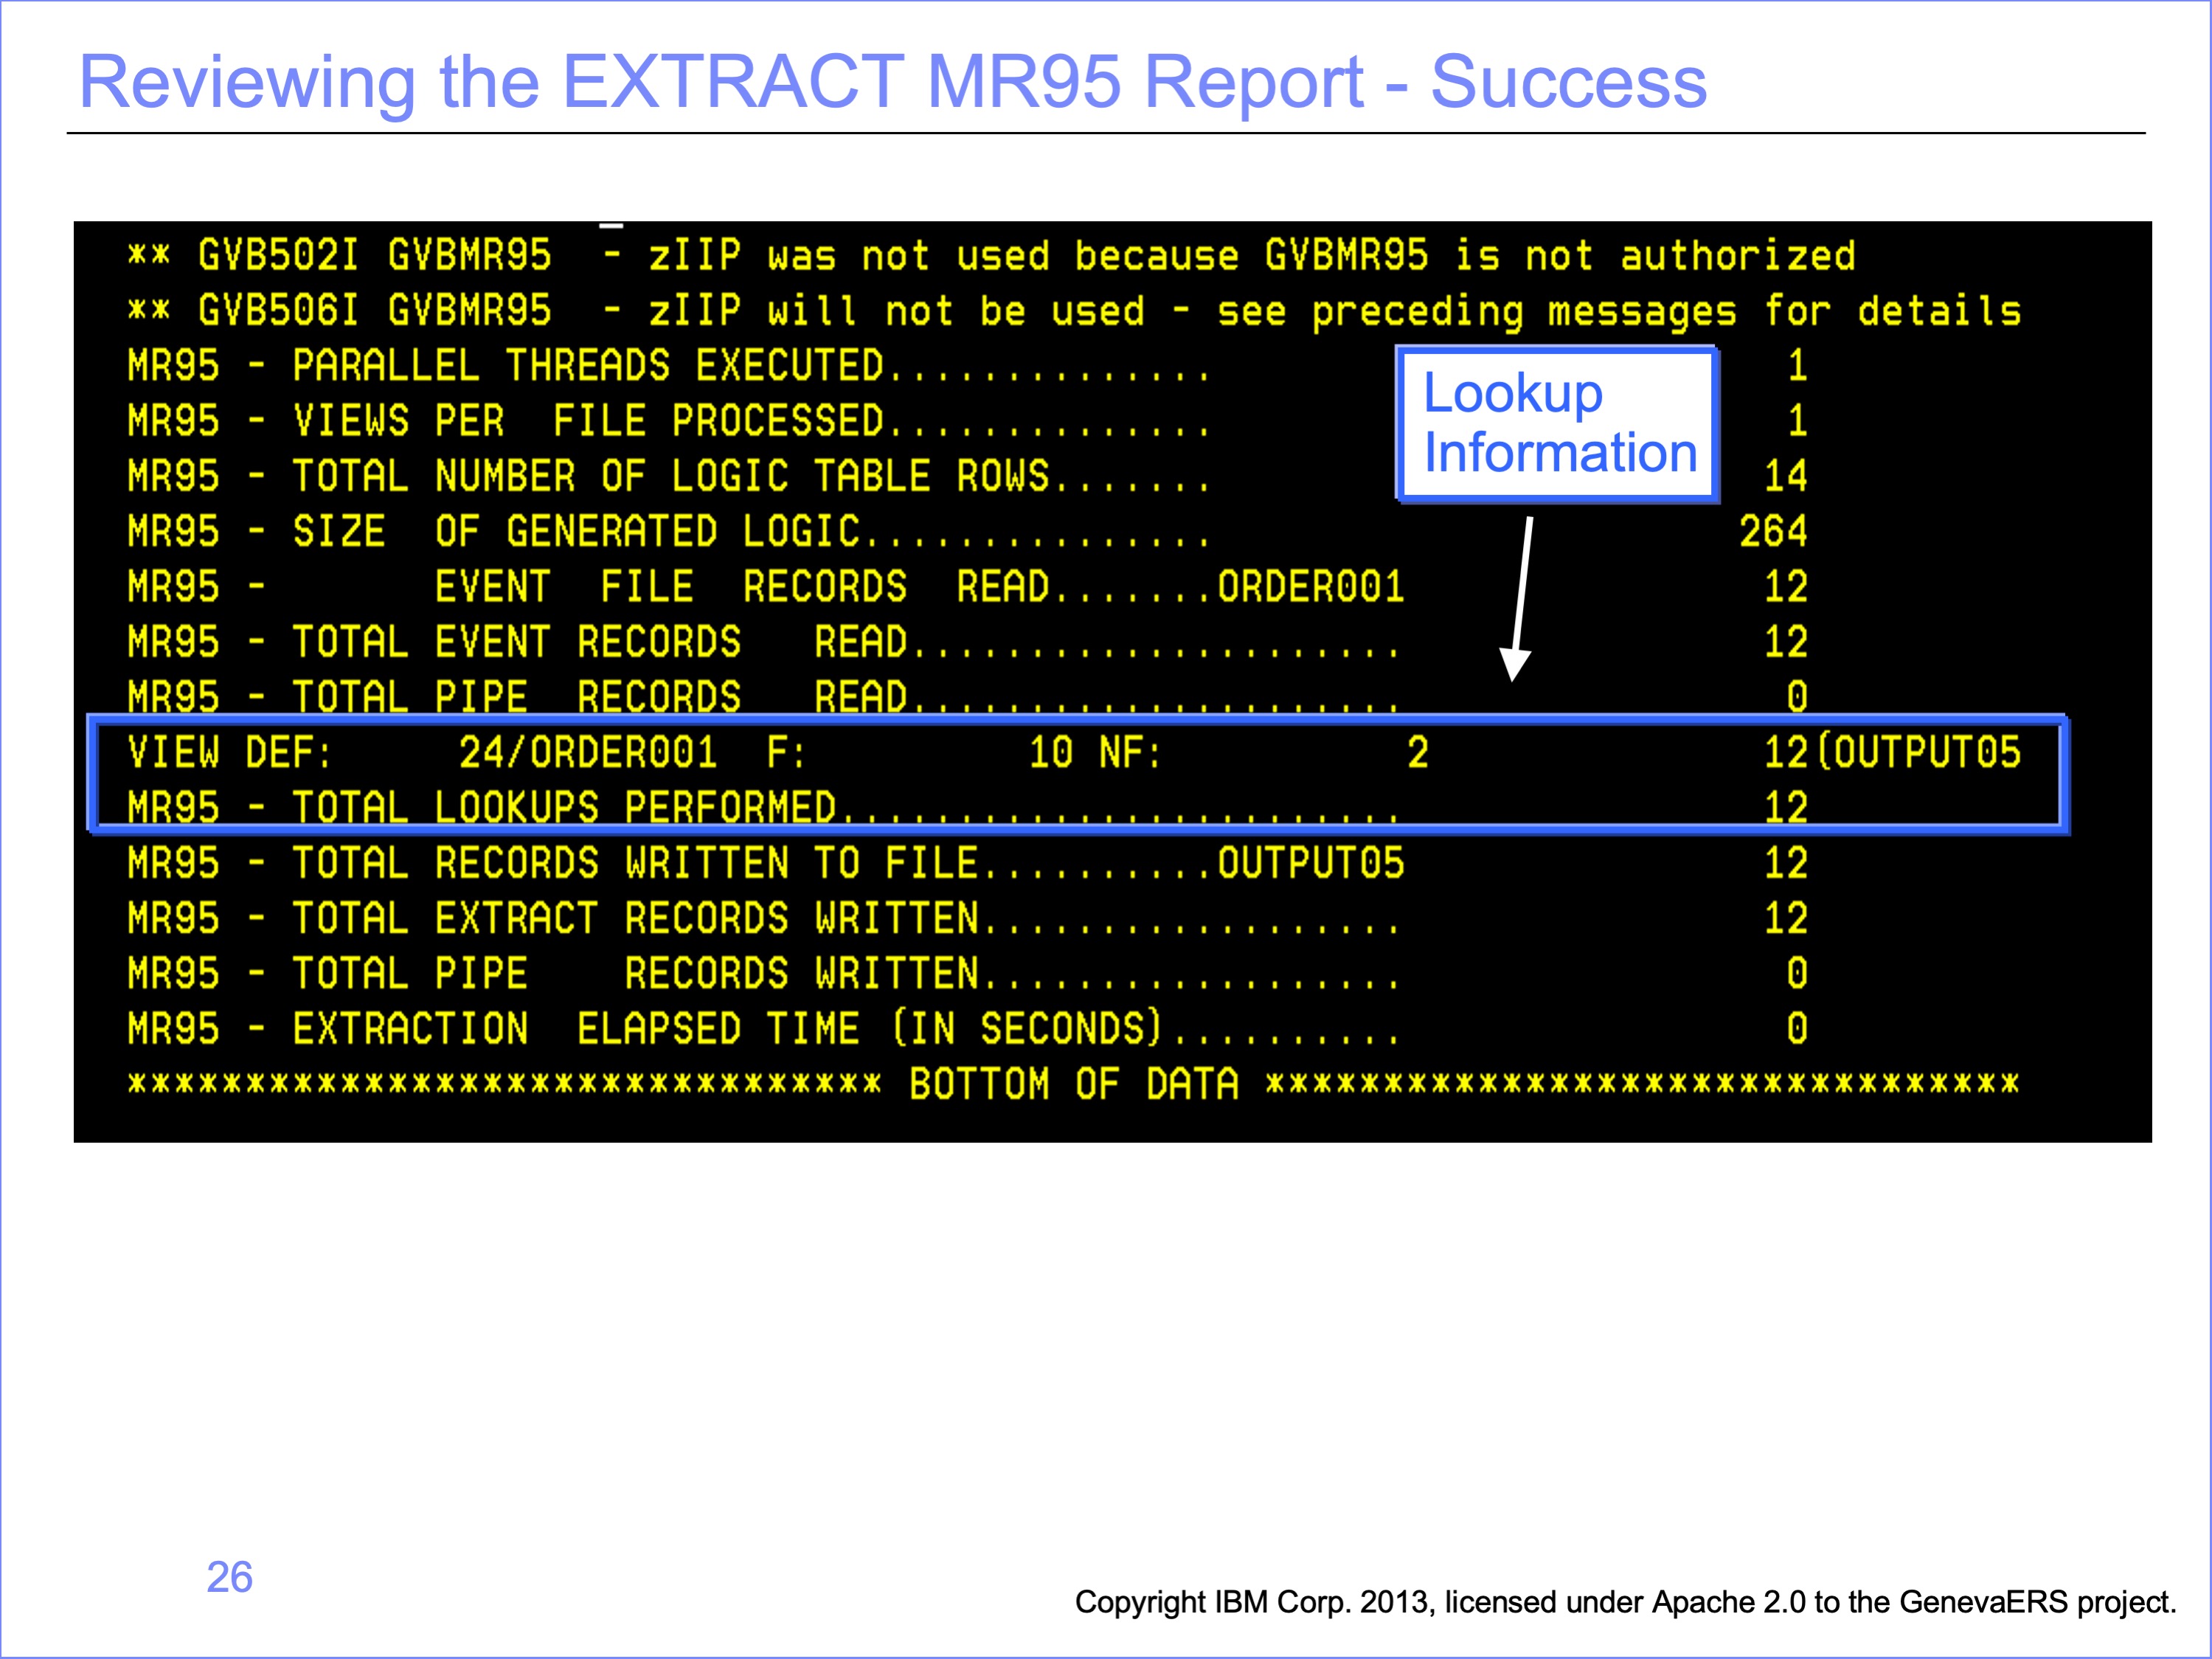 Reviewing the EXTRACT MR95 Report - Success
** GVB502I GVBMR95  - zIIP was not used because GVBMR95 is not authorized
** GVB506I GVBMR95  - zIIP will not be used - see preceding messages for details
MR95 - PARALLEL THREADS EXECUTED.............. 1
MR95 - VIEWS PER  FILE PROCESSED.............. 1
MR95 - TOTAL NUMBER OF LOGIC TABLE ROWS....... 14
MR95 - SIZE  OF GENERATED LOGIC............... 264
MR95 -       EVENT  FILE  RECORDS  READ.......ORDER001 12
MR95 - TOTAL EVENT RECORDS   READ..................... 12
MR95 - TOTAL PIPE  RECORDS   READ..................... 0
Lookup
Information
VIEW DEF:     24/ORDER001  F:         10 NF:          2 12(OUTPUT05
MR95 - TOTAL LOOKUPS PERFORMED........................ 12
MR95 - TOTAL RECORDS WRITTEN TO FILE..........OUTPUT05 12
MR95 - TOTAL EXTRACT RECORDS WRITTEN.................. 12
MR95 - TOTAL PIPE    RECORDS WRITTEN.................. 0
MR95 - EXTRACTION  ELAPSED TIME (IN SECONDS).......... 0
******************************** BOTTOM OF DATA ********************************
26
Copyright IBM Corp. 2013, licensed under Apache 2.0 to the GenevaERS project.